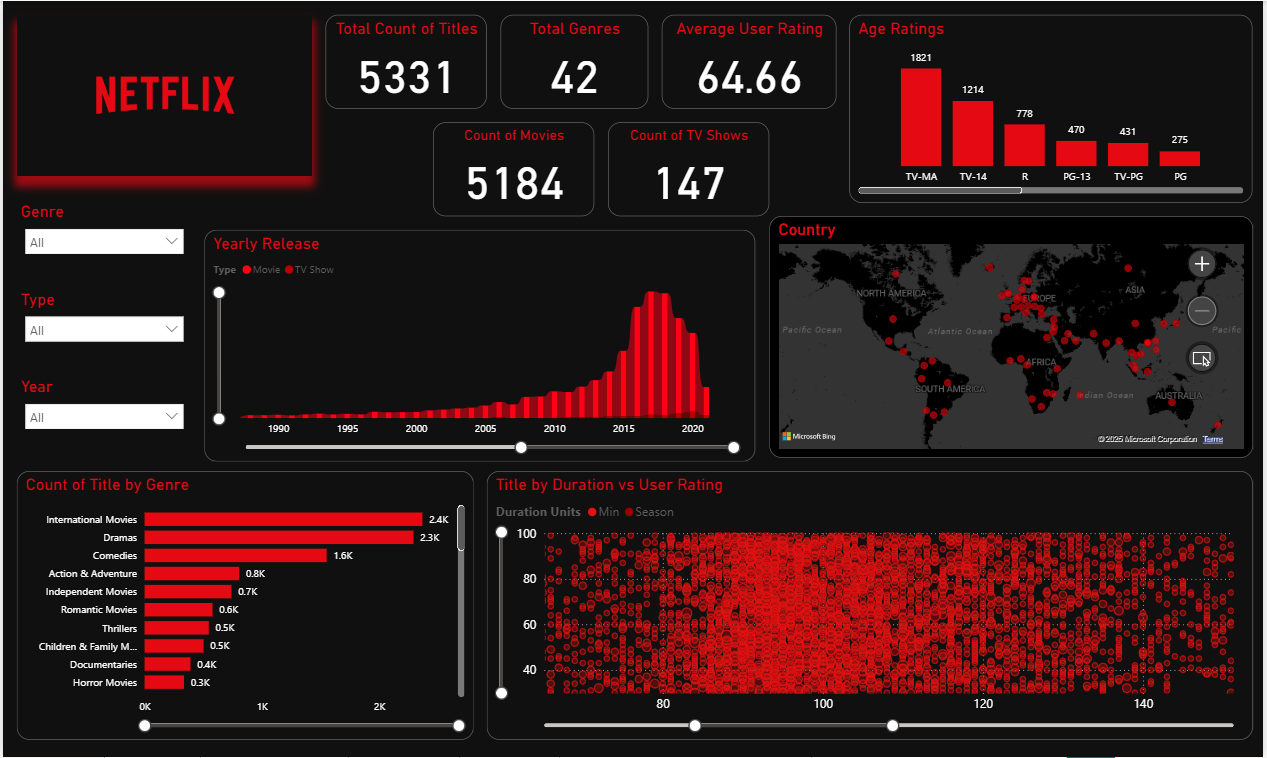 NETFLIX
Total Count of Titles
5331
Total Genres
42
Average User Rating
64.66
Count of Movies
5184
Count of TV Shows
147
Age Ratings
1821
1214
778
470
431
275
TV-MA TV-14 R PG-13 TV-PG PG
Genre
All
Type
All
Year
All
Yearly Release
Type Movie TV Show
1990 1995 2000 2005 2010 2015 2020
Country
NORTH AMERICA
EUROPE
ASIA
Pacific Ocean
Atlantic Ocean
Pacific
AFRICA
SOUTH AMERICA
dian Ocean
AUSTRALIA
Microsoft Bing
© 2025 Microsoft Corporation Terms
Count of Title by Genre
International Movies 2.4K
Dramas 2.3K
Comedies 1.6K
Action & Adventure 0.8K
Independent Movies 0.7K
Romantic Movies 0.6K
Thrillers 0.5K
Children & Family M... 0.5K
Documentaries 0.4K
Horror Movies 0.3K
0K 1K 2K
Title by Duration vs User Rating
Duration Units Min Season
100
80
60
40
80 100 120 140